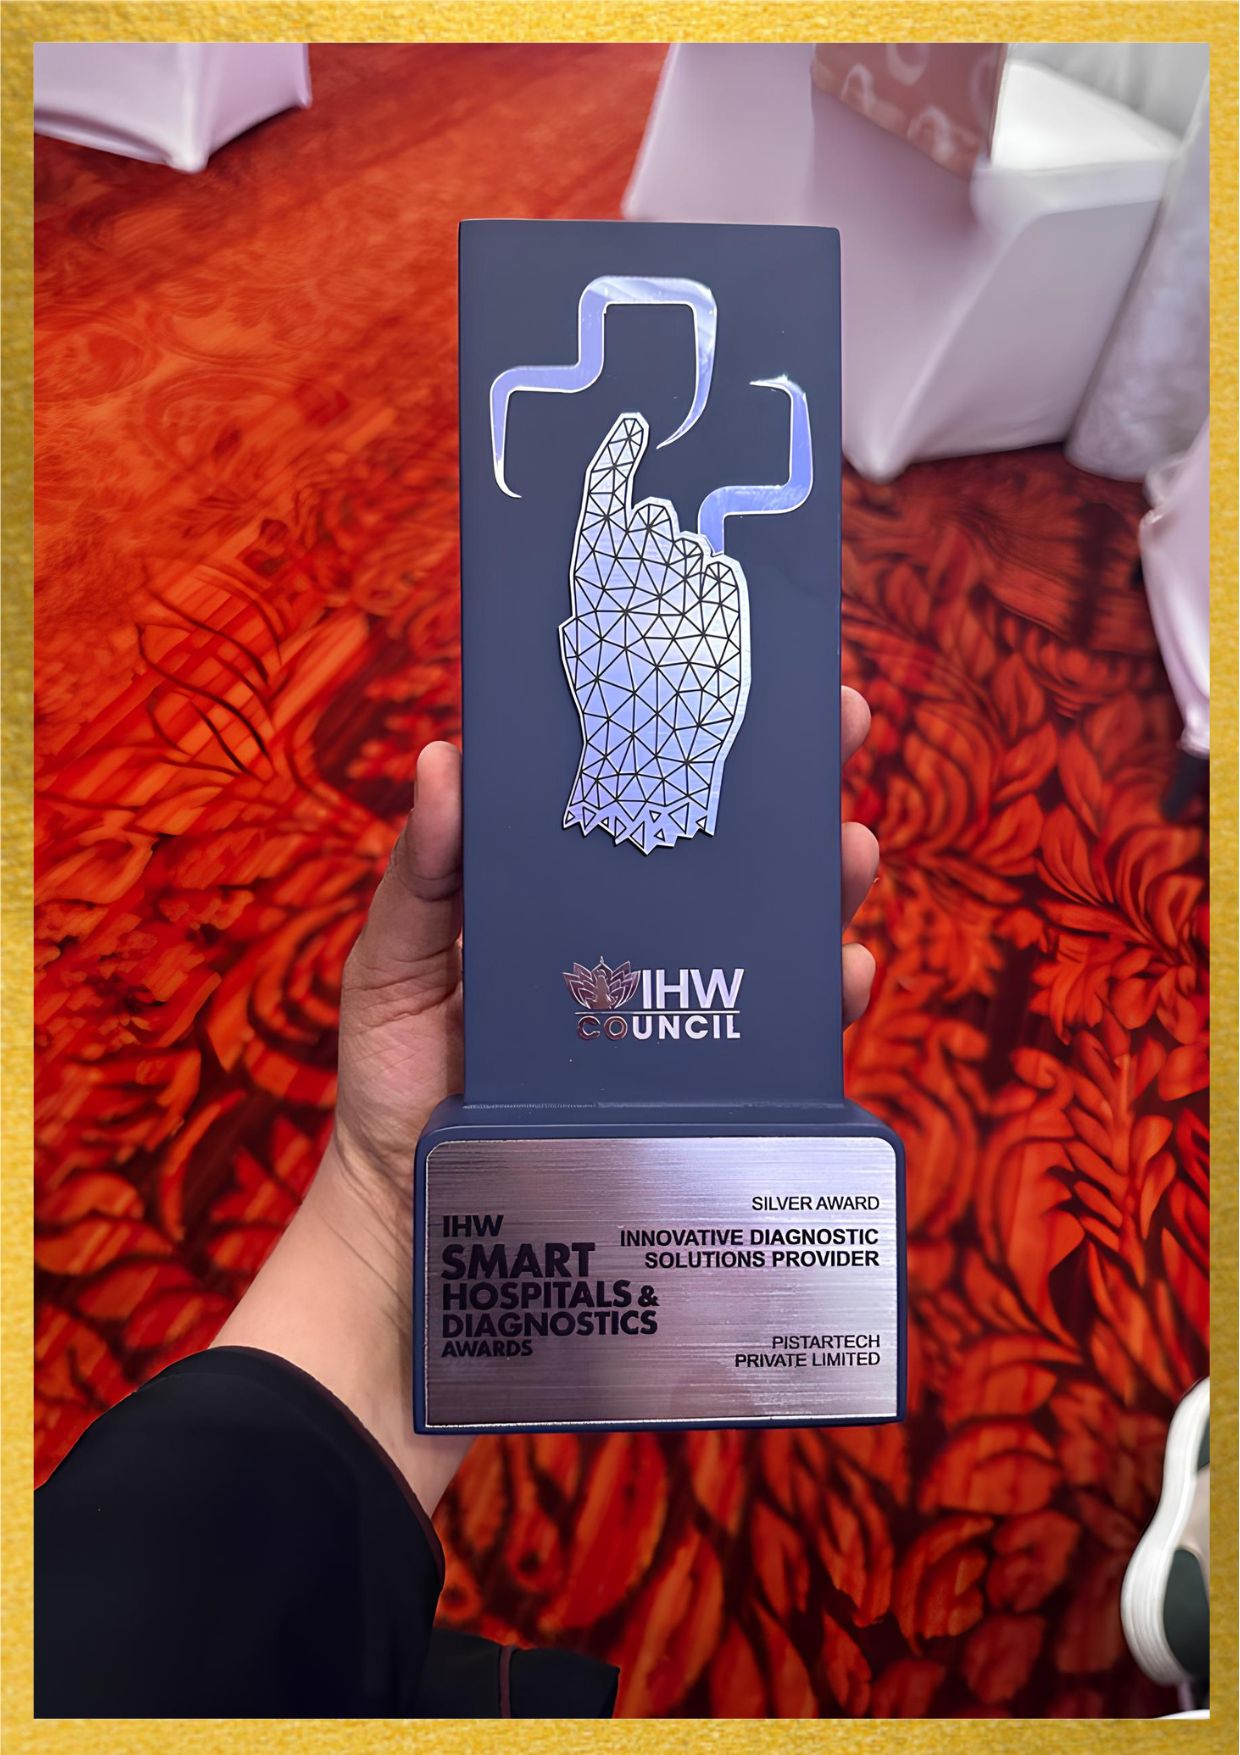 IHW
COUNCIL
IHW
SMART
HOSPITALS &
DIAGNOSTICS
AWARDS
SILVER AWARD
INNOVATIVE DIAGNOSTIC
SOLUTIONS PROVIDER
PISTARTECH
PRIVATE LIMITED